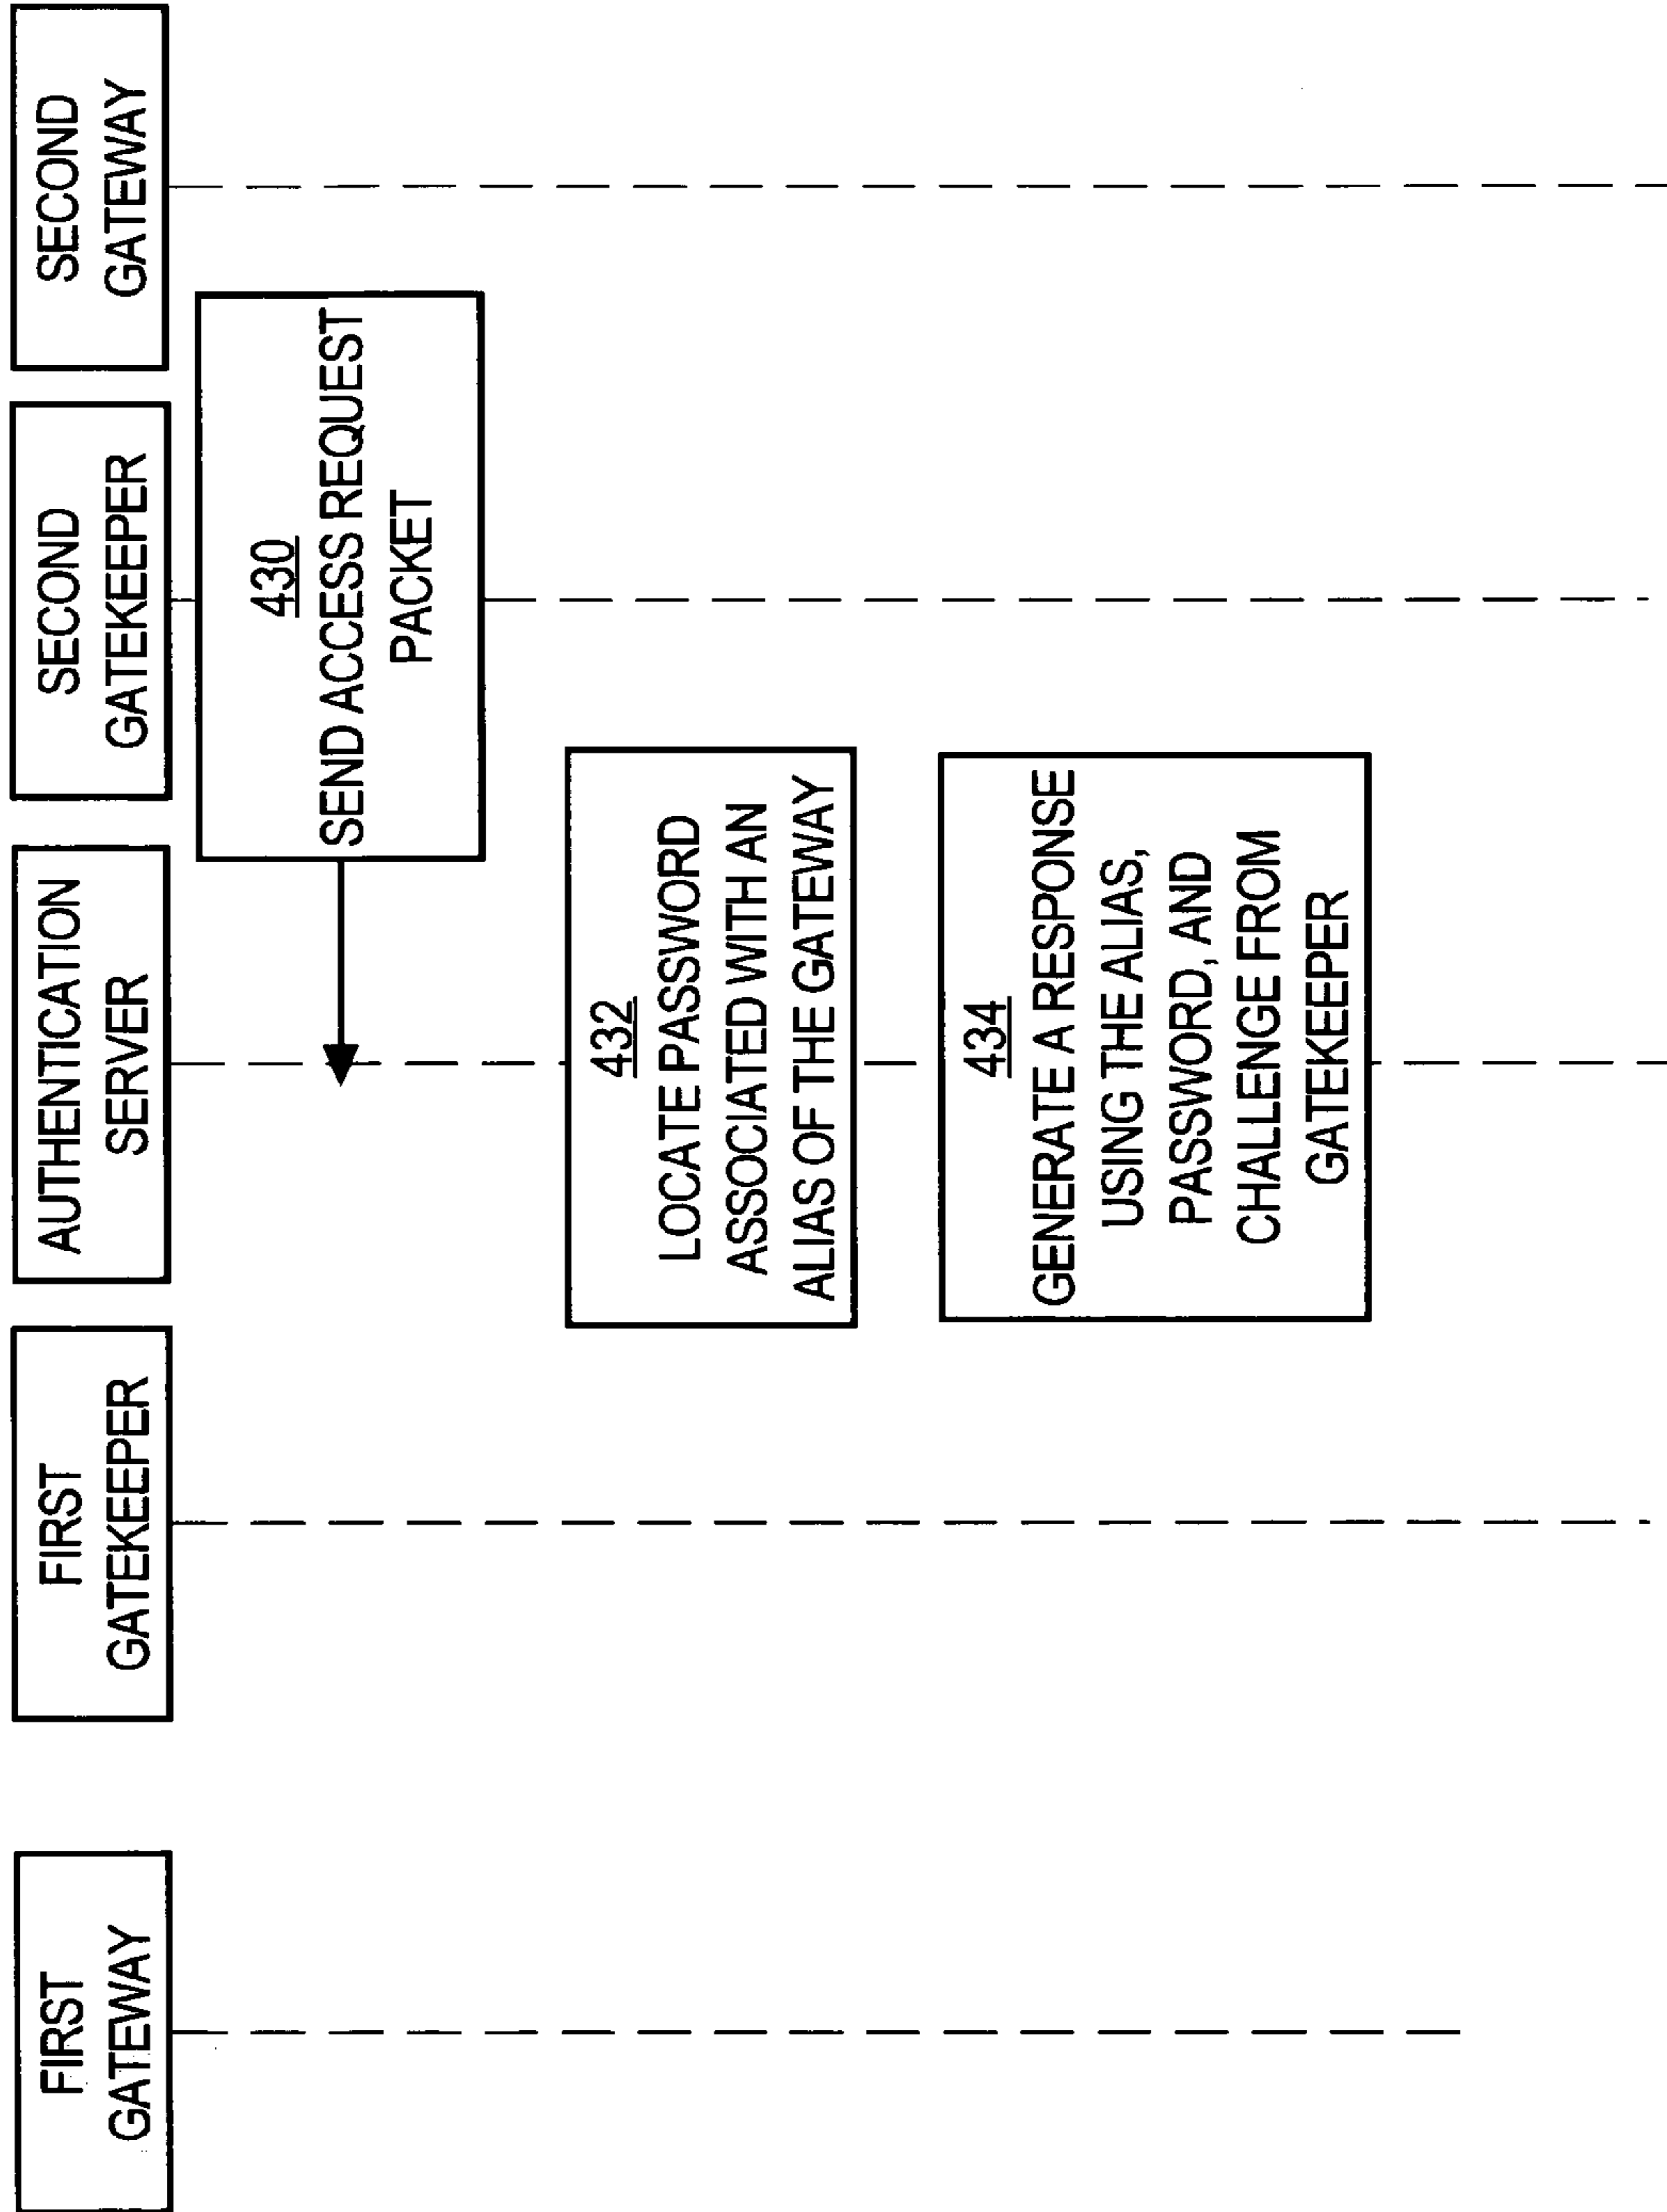 FIRST
GATEWAY
FIRST
GATEKEEPER
AUTHENTICATION
SERVER
SECOND
GATEKEEPER
SECOND
GATEWAY
430
SEND ACCESS REQUEST
PACKET
432
LOCATE PASSWORD
ASSOCIATED WITH AN
ALIAS OF THE GATEWAY
434
GENERATE A RESPONSE
USING THE ALIAS,
PASSWORD, AND
CHALLENGE FROM
GATEKEEPER